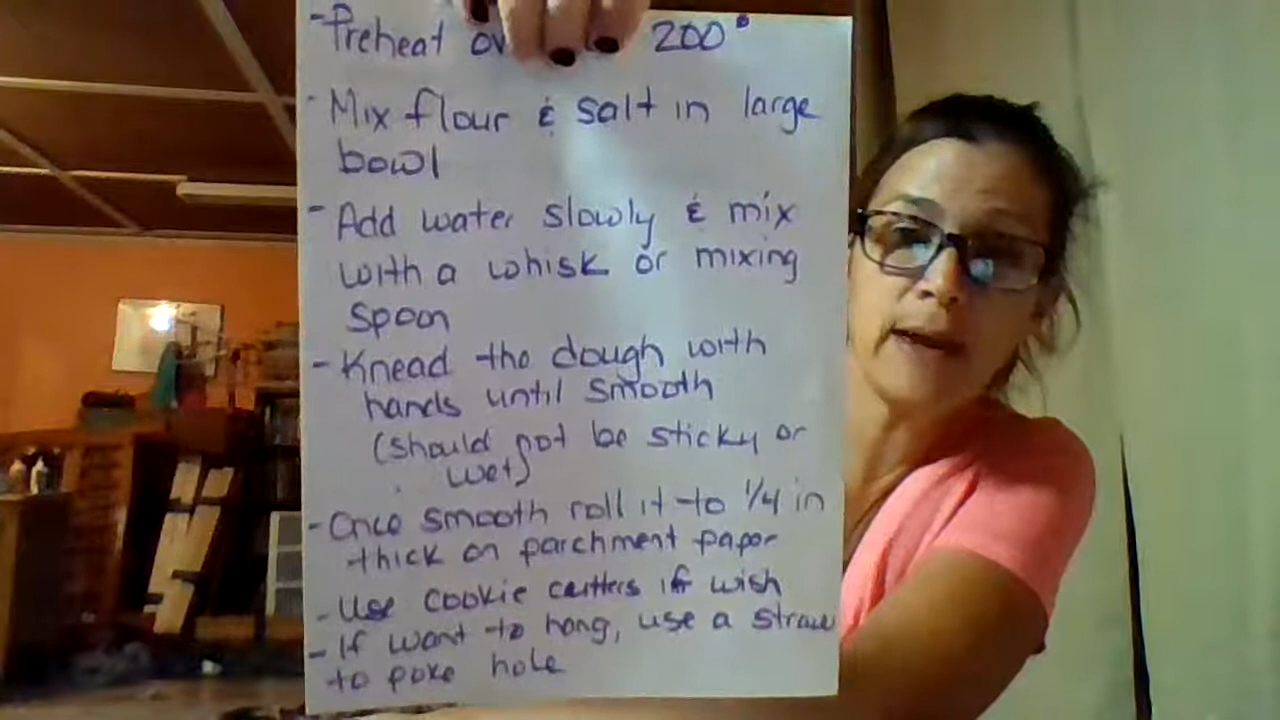 - Preheat ov 200°
- Mix flour & salt in large
bowl
- Add water slowly & mix
with a whisk or mixing
spoon
- Knead the dough with
hands until smooth
(should not be sticky or
wet)
- Once smooth roll it to 1/4 in
thick on parchment paper
- Use cookie cutters if wish
- If want to hang, use a straw
to poke hole